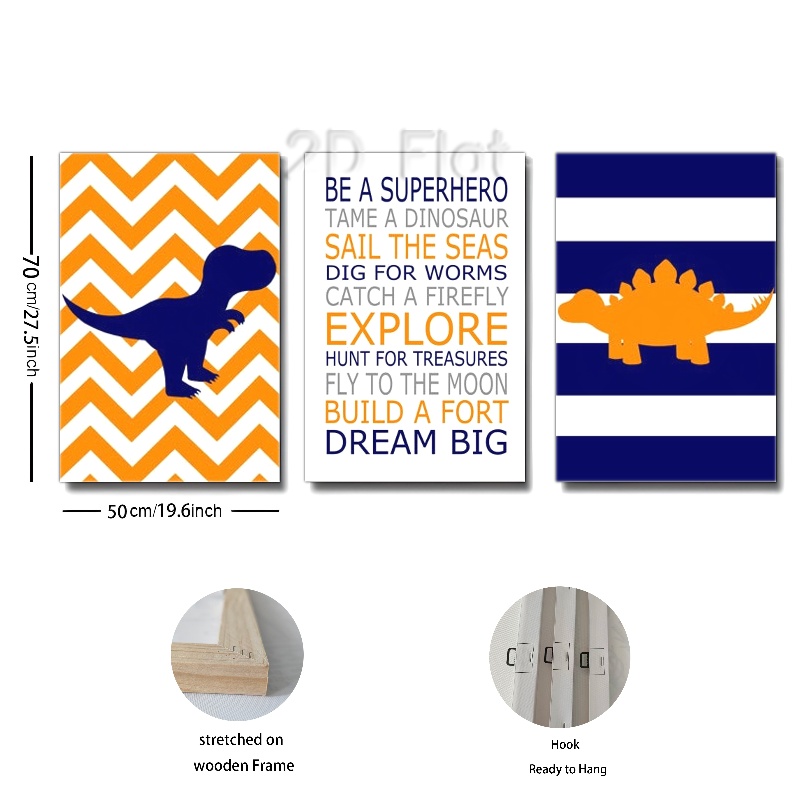 2D Flat
BE A SUPERHERO
TAME A DINOSAUR
SAIL THE SEAS
DIG FOR WORMS
CATCH A FIREFLY
EXPLORE
HUNT FOR TREASURES
FLY TO THE MOON
BUILD A FORT
DREAM BIG
70 cm/27.5inch
50 cm/19.6inch
stretched on
wooden Frame
Hook
Ready to Hang